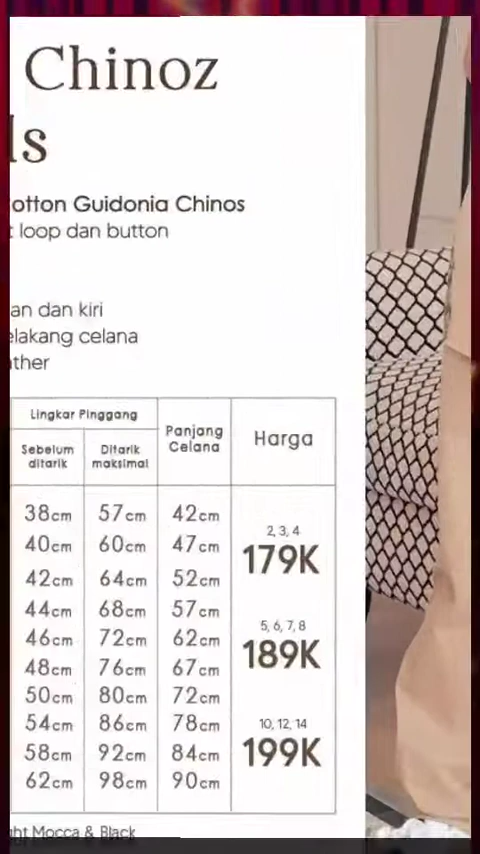 Chinoz
ls
otton Guidonia Chinos
loop dan button
an dan kiri
elakang celana
ather
Lingkar Pinggang
Sebelum ditarik
Ditarik maksimal
Panjang Celana
Harga
38cm 57cm 42cm
40cm 60cm 47cm
42cm 64cm 52cm
44cm 68cm 57cm
46cm 72cm 62cm
48cm 76cm 67cm
50cm 80cm 72cm
54cm 86cm 78cm
58cm 92cm 84cm
62cm 98cm 90cm
2, 3, 4
179K
5, 6, 7, 8
189K
10, 12, 14
199K
ght Mocca & Black